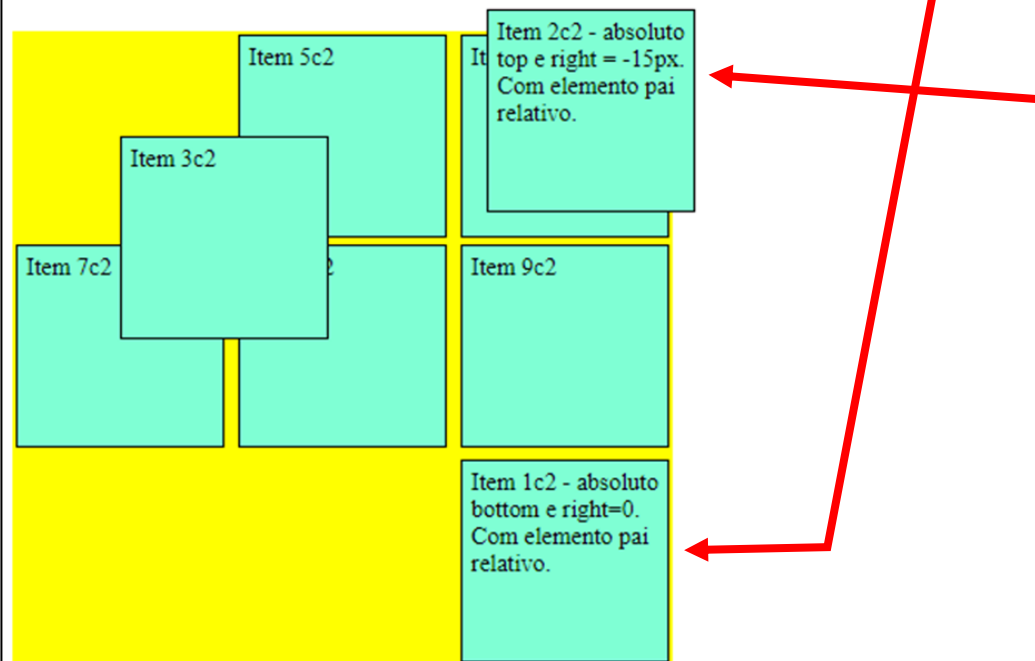 Item 5c2
It
Item 2c2 - absoluto
top e right = -15px.
Com elemento pai
relativo.
Item 3c2
Item 7c2
2
Item 9c2
Item 1c2 - absoluto
bottom e right=0.
Com elemento pai
relativo.